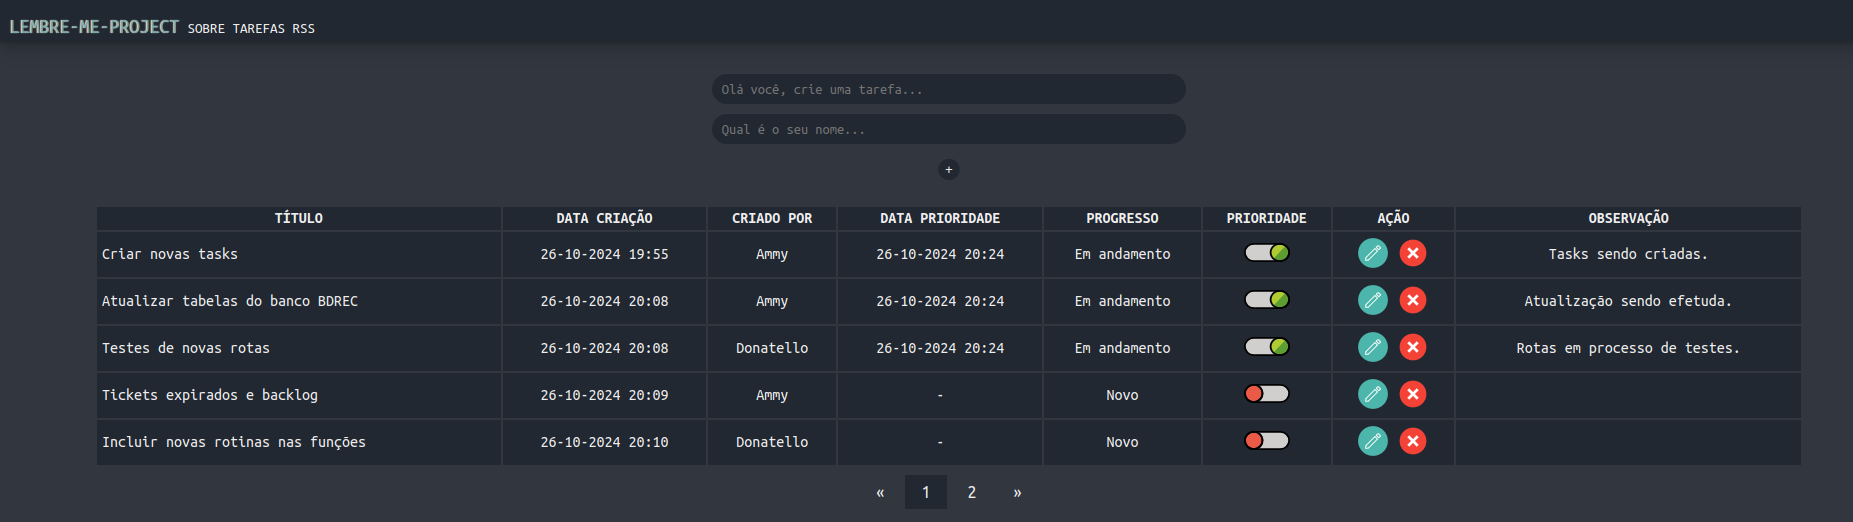 LEMBRE-ME-PROJECT SOBRE TAREFAS RSS
Olá você, crie uma tarefa...
Qual é o seu nome...
+
TÍTULO DATA CRIAÇÃO CRIADO POR DATA PRIORIDADE PROGRESSO PRIORIDADE AÇÃO OBSERVAÇÃO
Criar novas tasks 26-10-2024 19:55 Ammy 26-10-2024 20:24 Em andamento Tasks sendo criadas.
Atualizar tabelas do banco BDREC 26-10-2024 20:08 Ammy 26-10-2024 20:24 Em andamento Atualização sendo efetuda.
Testes de novas rotas 26-10-2024 20:08 Donatello 26-10-2024 20:24 Em andamento Rotas em processo de testes.
Tickets expirados e backlog 26-10-2024 20:09 Ammy - Novo
Incluir novas rotinas nas funções 26-10-2024 20:10 Donatello - Novo
« 1 2 »